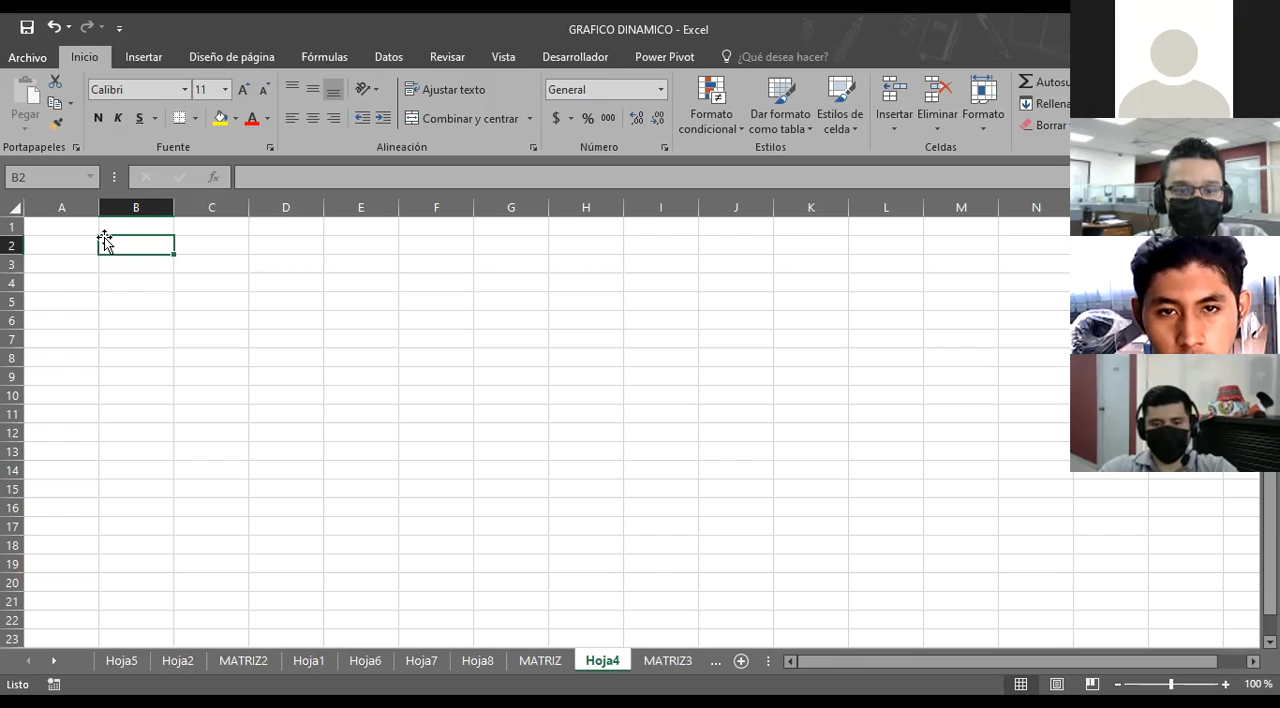 GRAFICO DINAMICO - Excel
Archivo Inicio Insertar Diseño de página Fórmulas Datos Revisar Vista Desarrollador Power Pivot ¿Qué desea hacer?
Calibri 11 Ajustar texto General Autosu
Pegar N K S A Combinar y centrar $ % 000 Formato condicional Dar formato como tabla Estilos de celda Insertar Eliminar Formato Rellena
Borrar
Portapapeles Fuente Alineación Número Estilos Celdas
B2 fx
A B C D E F G H I J K L M N
1
2
3
4
5
6
7
8
9
10
11
12
13
14
15
16
17
18
19
20
21
22
23
Hoja5 Hoja2 MATRIZ2 Hoja1 Hoja6 Hoja7 Hoja8 MATRIZ Hoja4 MATRIZ3 ...
Listo 100 %